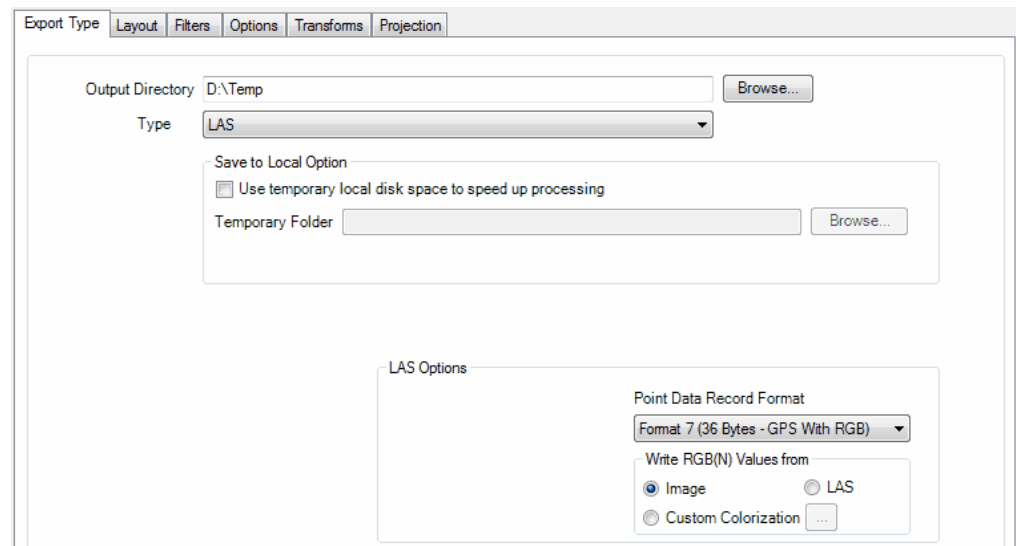 Export Type Layout Filters Options Transforms Projection
Output Directory D:\Temp Browse...
Type LAS
Save to Local Option
Use temporary local disk space to speed up processing
Temporary Folder Browse...
LAS Options
Point Data Record Format
Format 7 (36 Bytes - GPS With RGB)
Write RGB(N) Values from
Image LAS
Custom Colorization ...